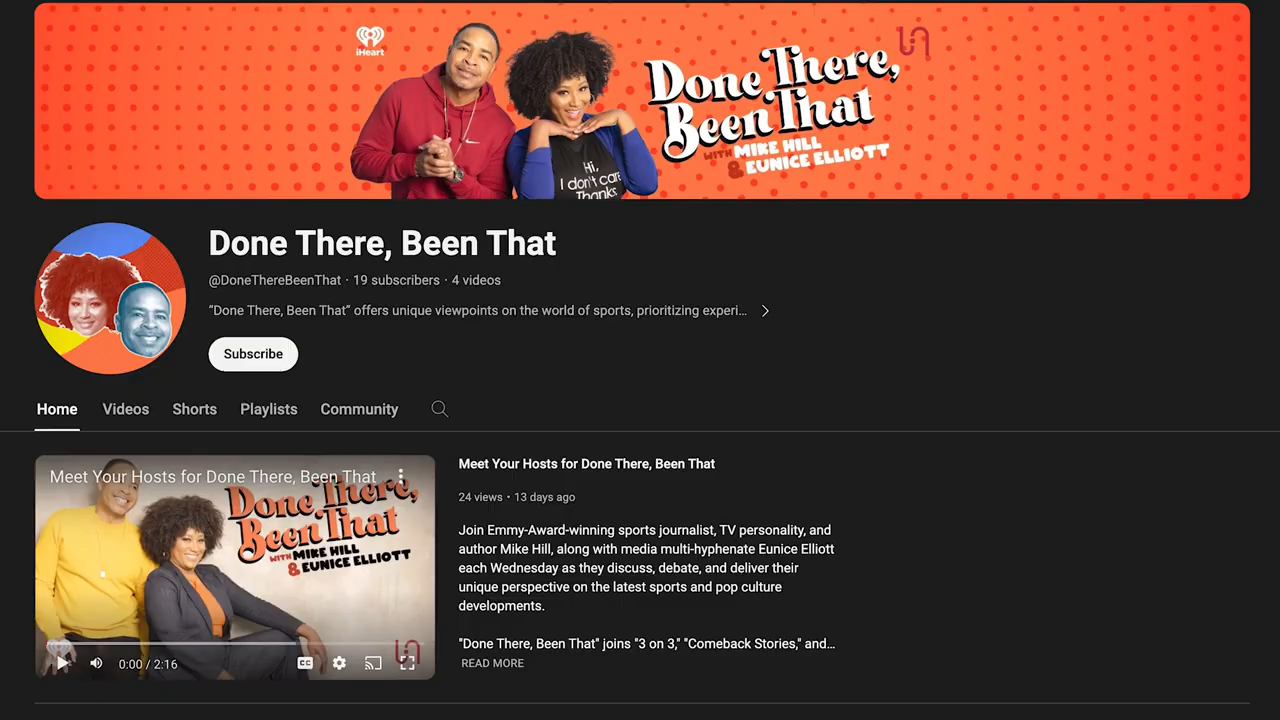 iHeart
Done There,
Been That
WITH MIKE HILL
& EUNICE ELLIOTT
Hi,
I don't care
Thanks
Done There, Been That
@DoneThereBeenThat · 19 subscribers · 4 videos
"Done There, Been That" offers unique viewpoints on the world of sports, prioritizing experi...
Subscribe
Home Videos Shorts Playlists Community
Meet Your Hosts for Done There, Been That
Done There,
Been That
WITH MIKE HILL
& EUNICE ELLIOTT
0:00 / 2:16
CC
Meet Your Hosts for Done There, Been That
24 views • 13 days ago
Join Emmy-Award-winning sports journalist, TV personality, and
author Mike Hill, along with media multi-hyphenate Eunice Elliott
each Wednesday as they discuss, debate, and deliver their
unique perspective on the latest sports and pop culture
developments.
"Done There, Been That" joins "3 on 3," "Comeback Stories," and...
READ MORE